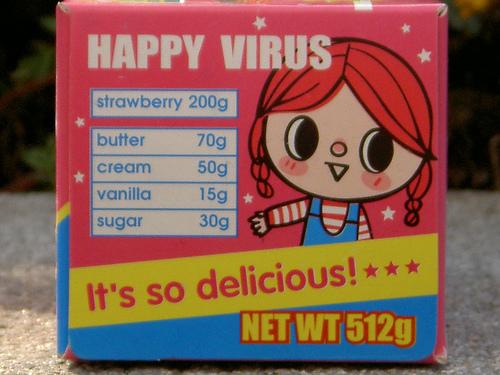 HAPPY VIRUS
strawberry 200g
butter 70g
cream 50g
vanilla 15g
sugar 30g
It's so delicious!
NET WT 512g